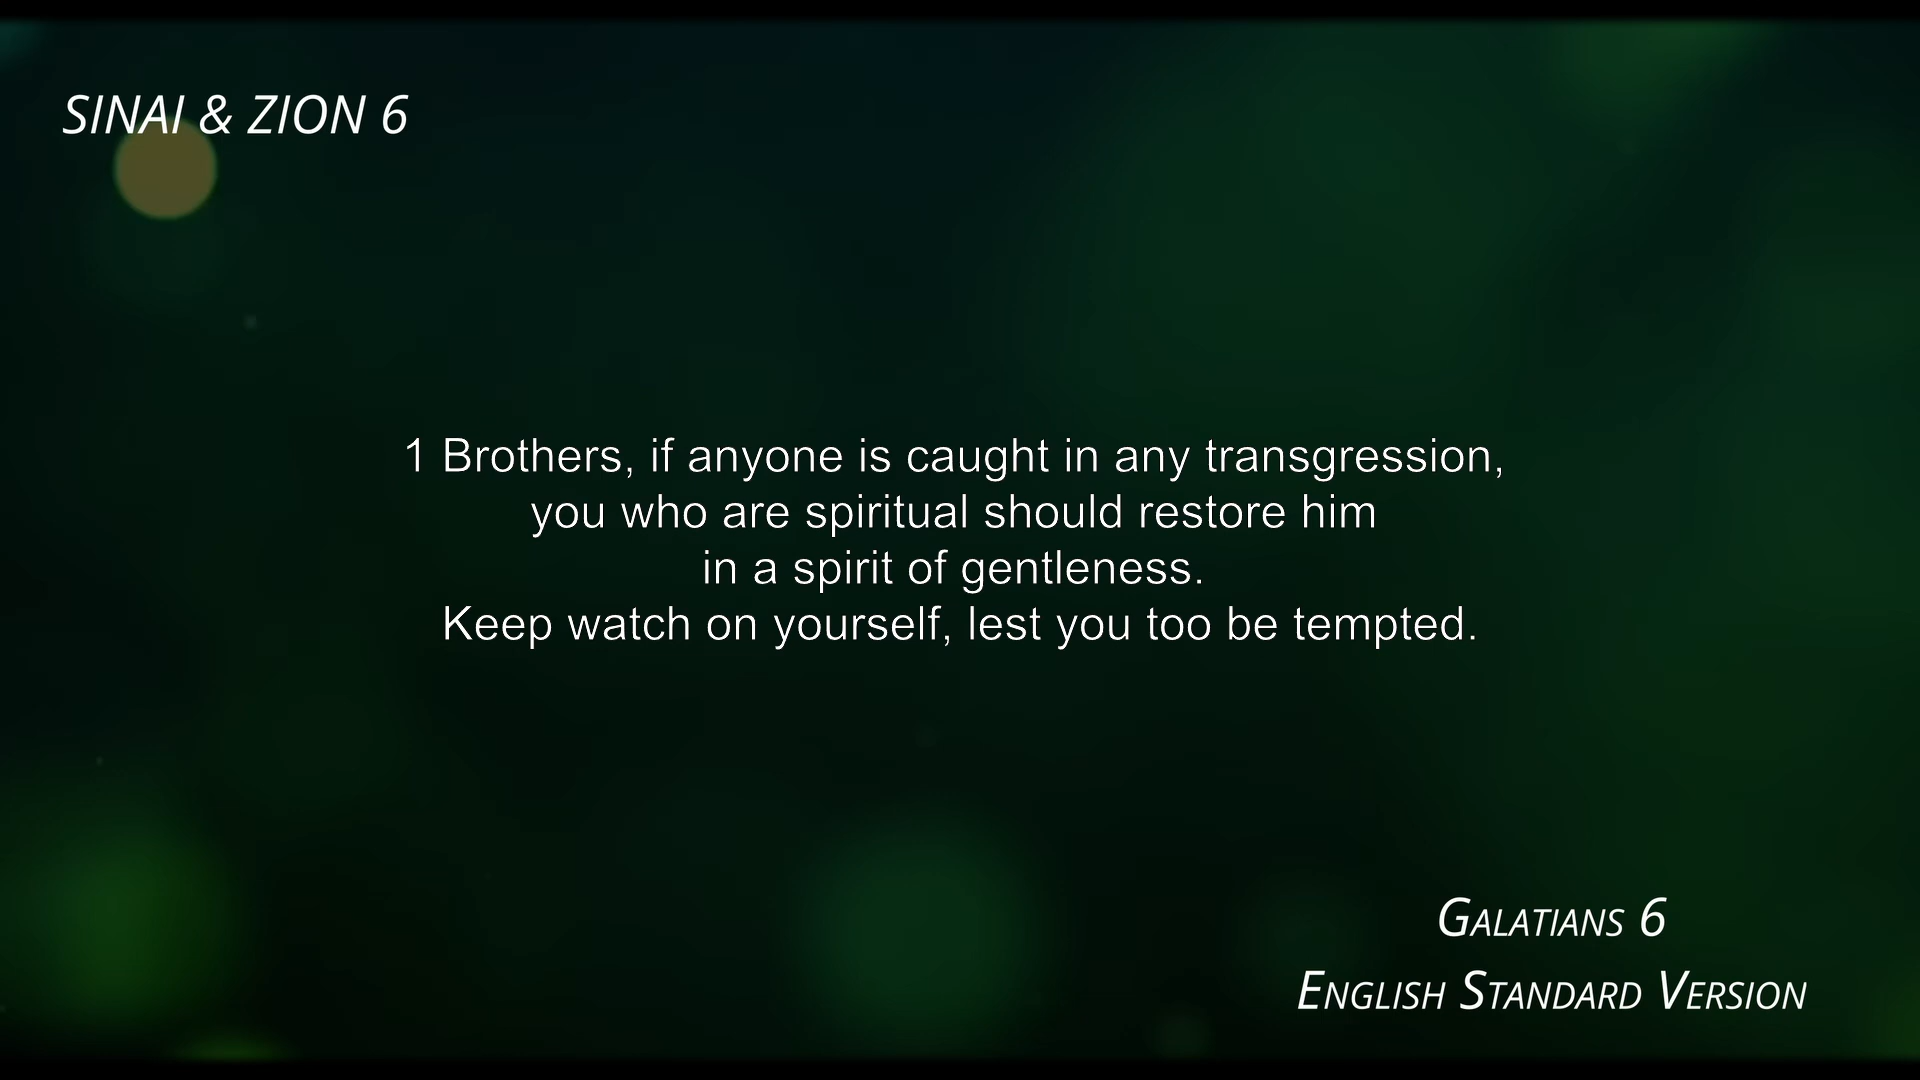 SINAI & ZION 6
1 Brothers, if anyone is caught in any transgression,
you who are spiritual should restore him
in a spirit of gentleness.
Keep watch on yourself, lest you too be tempted.
Galatians 6
English Standard Version